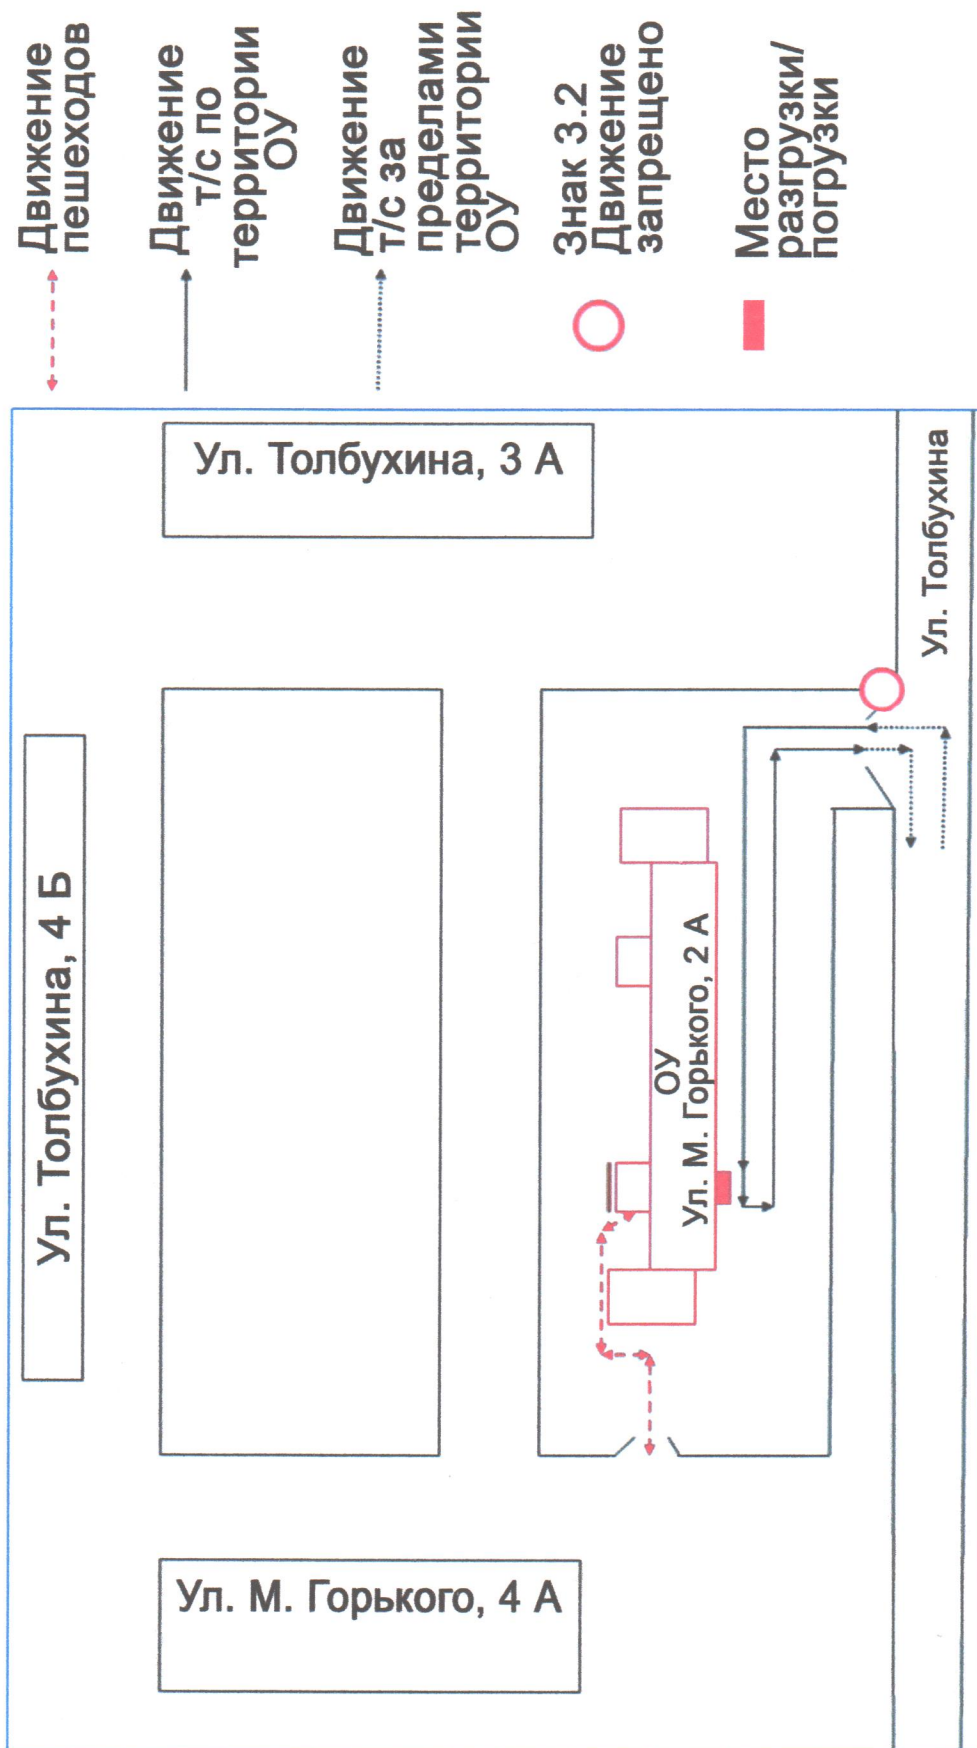 Движение
пешеходов
Движение
т/с по
территории
ОУ
Движение
т/с за
пределами
территории
ОУ
Знак 3.2
Движение
запрещено
Место
разгрузки/
погрузки
Ул. Толбухина, 3 А
Ул. Толбухина
Ул. Толбухина, 4 Б
ОУ
Ул. М. Горького, 2 А
Ул. М. Горького, 4 А